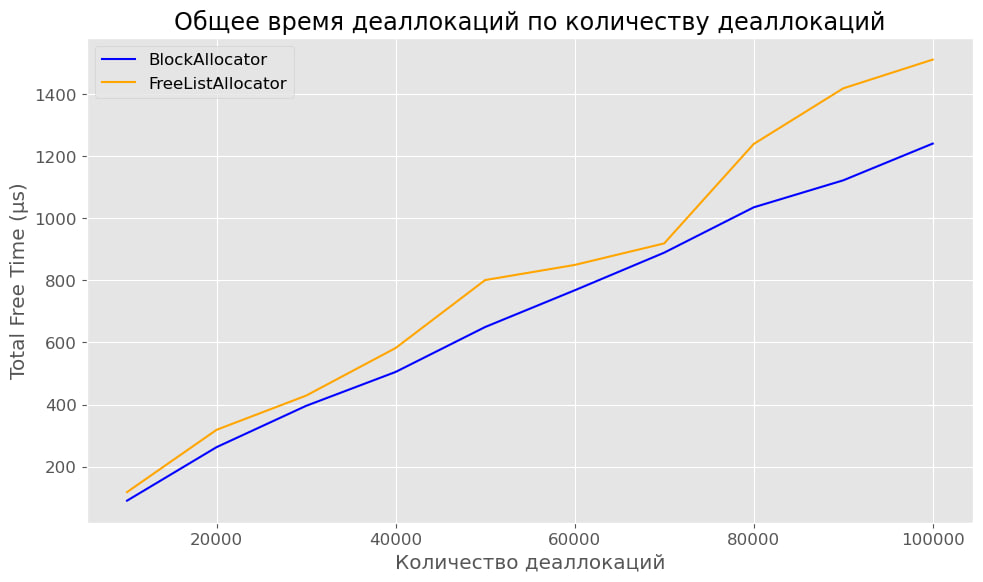 Общее время деаллокаций по количеству деаллокаций
BlockAllocator
FreeListAllocator
1400
1200
1000
800
600
400
200
Total Free Time (µs)
20000
40000
60000
80000
100000
Количество деаллокаций